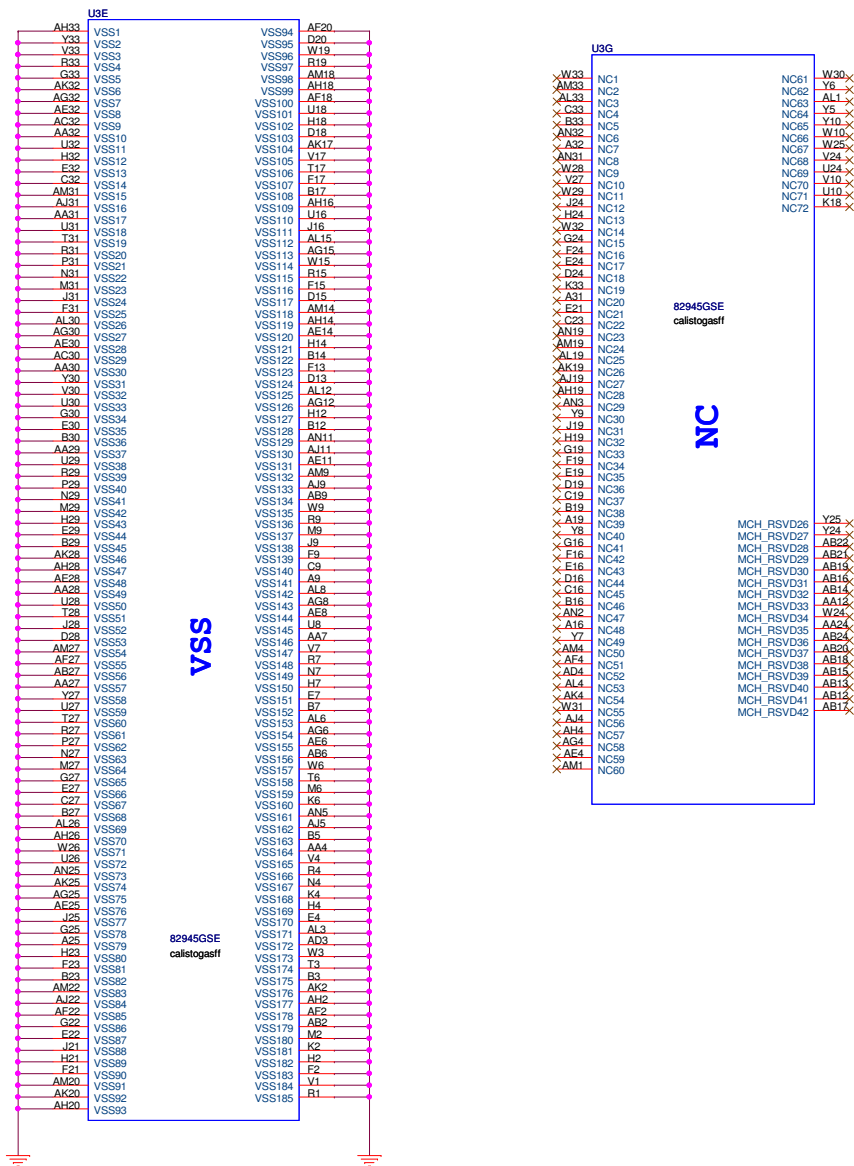 U3E
AH33 VSS1 VSS94 AF20
Y33 VSS2 VSS95 D20
V33 VSS3 VSS96 W19
R33 VSS4 VSS97 R19
G33 VSS5 VSS98 AM18
AK32 VSS6 VSS99 AH18
AG32 VSS7 VSS100 AF18
AE32 VSS8 VSS101 U18
AC32 VSS9 VSS102 H18
AA32 VSS10 VSS103 D18
U32 VSS11 VSS104 AK17
H32 VSS12 VSS105 V17
E32 VSS13 VSS106 T17
C32 VSS14 VSS107 F17
AM31 VSS15 VSS108 B17
AJ31 VSS16 VSS109 AH16
AA31 VSS17 VSS110 U16
U31 VSS18 VSS111 J16
T31 VSS19 VSS112 AL15
R31 VSS20 VSS113 AG15
P31 VSS21 VSS114 W15
N31 VSS22 VSS115 R15
M31 VSS23 VSS116 F15
J31 VSS24 VSS117 D15
F31 VSS25 VSS118 AM14
AL30 VSS26 VSS119 AH14
AG30 VSS27 VSS120 AE14
AE30 VSS28 VSS121 H14
AC30 VSS29 VSS122 B14
AA30 VSS30 VSS123 F13
Y30 VSS31 VSS124 D13
V30 VSS32 VSS125 AL12
U30 VSS33 VSS126 AG12
G30 VSS34 VSS127 H12
E30 VSS35 VSS128 B12
B30 VSS36 VSS129 AN11
AA29 VSS37 VSS130 AJ11
U29 VSS38 VSS131 AE11
R29 VSS39 VSS132 AM9
P29 VSS40 VSS133 AJ9
N29 VSS41 VSS134 AB9
M29 VSS42 VSS135 W9
H29 VSS43 VSS136 R9
E29 VSS44 VSS137 M9
B29 VSS45 VSS138 J9
AK28 VSS46 VSS139 F9
AH28 VSS47 VSS140 C9
AE28 VSS48 VSS141 A9
AA28 VSS49 VSS142 AL8
U28 VSS50 VSS143 AG8
T28 VSS51 VSS144 AE8
J28 VSS52 VSS145 U8
D28 VSS53 VSS146 AA7
AM27 VSS54 VSS147 V7
AF27 VSS55 VSS148 R7
AB27 VSS56 VSS149 N7
AA27 VSS57 VSS150 H7
Y27 VSS58 VSS151 E7
U27 VSS59 VSS152 B7
T27 VSS60 VSS153 AL6
R27 VSS61 VSS154 AG6
P27 VSS62 VSS155 AE6
N27 VSS63 VSS156 AB6
M27 VSS64 VSS157 W6
G27 VSS65 VSS158 T6
E27 VSS66 VSS159 M6
C27 VSS67 VSS160 K6
B27 VSS68 VSS161 AN5
AL26 VSS69 VSS162 AJ5
AH26 VSS70 VSS163 B5
W26 VSS71 VSS164 AA4
U26 VSS72 VSS165 V4
AN25 VSS73 VSS166 R4
AK25 VSS74 VSS167 N4
AG25 VSS75 VSS168 K4
AE25 VSS76 VSS169 H4
J25 VSS77 VSS170 E4
G25 VSS78 VSS171 AL3
A25 VSS79 VSS172 AD3
H23 VSS80 VSS173 W3
F23 VSS81 VSS174 T3
B23 VSS82 VSS175 B3
AM22 VSS83 VSS176 AK2
AJ22 VSS84 VSS177 AH2
AF22 VSS85 VSS178 AF2
G22 VSS86 VSS179 AB2
E22 VSS87 VSS180 M2
J21 VSS88 VSS181 K2
H21 VSS89 VSS182 H2
F21 VSS90 VSS183 F2
AM20 VSS91 VSS184 V1
AK20 VSS92 VSS185 R1
AH20 VSS93
VSS
82945GSE
calistogasff
U3G
W33 NC1 NC61 W30
AM33 NC2 NC62 Y6
AL33 NC3 NC63 AL1
C33 NC4 NC64 Y5
B33 NC5 NC65 Y10
AN32 NC6 NC66 W10
A32 NC7 NC67 W25
AN31 NC8 NC68 V24
W28 NC9 NC69 U24
V27 NC10 NC70 V10
W29 NC11 NC71 U10
J24 NC12 NC72 K18
H24 NC13
W32 NC14
G24 NC15
F24 NC16
E24 NC17
D24 NC18
K33 NC19
A31 NC20
E21 NC21
C23 NC22
AN19 NC23
AM19 NC24
AL19 NC25
AK19 NC26
AJ19 NC27
AH19 NC28
AN3 NC29
Y9 NC30
J19 NC31
H19 NC32
G19 NC33
F19 NC34
E19 NC35
D19 NC36
C19 NC37
B19 NC38
A19 NC39 MCH_RSVD26 Y25
Y8 NC40 MCH_RSVD27 Y24
G16 NC41 MCH_RSVD28 AB22
F16 NC42 MCH_RSVD29 AB21
E16 NC43 MCH_RSVD30 AB19
D16 NC44 MCH_RSVD31 AB16
C16 NC45 MCH_RSVD32 AB14
B16 NC46 MCH_RSVD33 AA12
AN2 NC47 MCH_RSVD34 W24
A16 NC48 MCH_RSVD35 AA24
Y7 NC49 MCH_RSVD36 AB24
AM4 NC50 MCH_RSVD37 AB20
AF4 NC51 MCH_RSVD38 AB18
AD4 NC52 MCH_RSVD39 AB15
AL4 NC53 MCH_RSVD40 AB13
AK4 NC54 MCH_RSVD41 AB12
W31 NC55 MCH_RSVD42 AB17
AJ4 NC56
AH4 NC57
AG4 NC58
AE4 NC59
AM1 NC60
82945GSE
calistogasff
NC